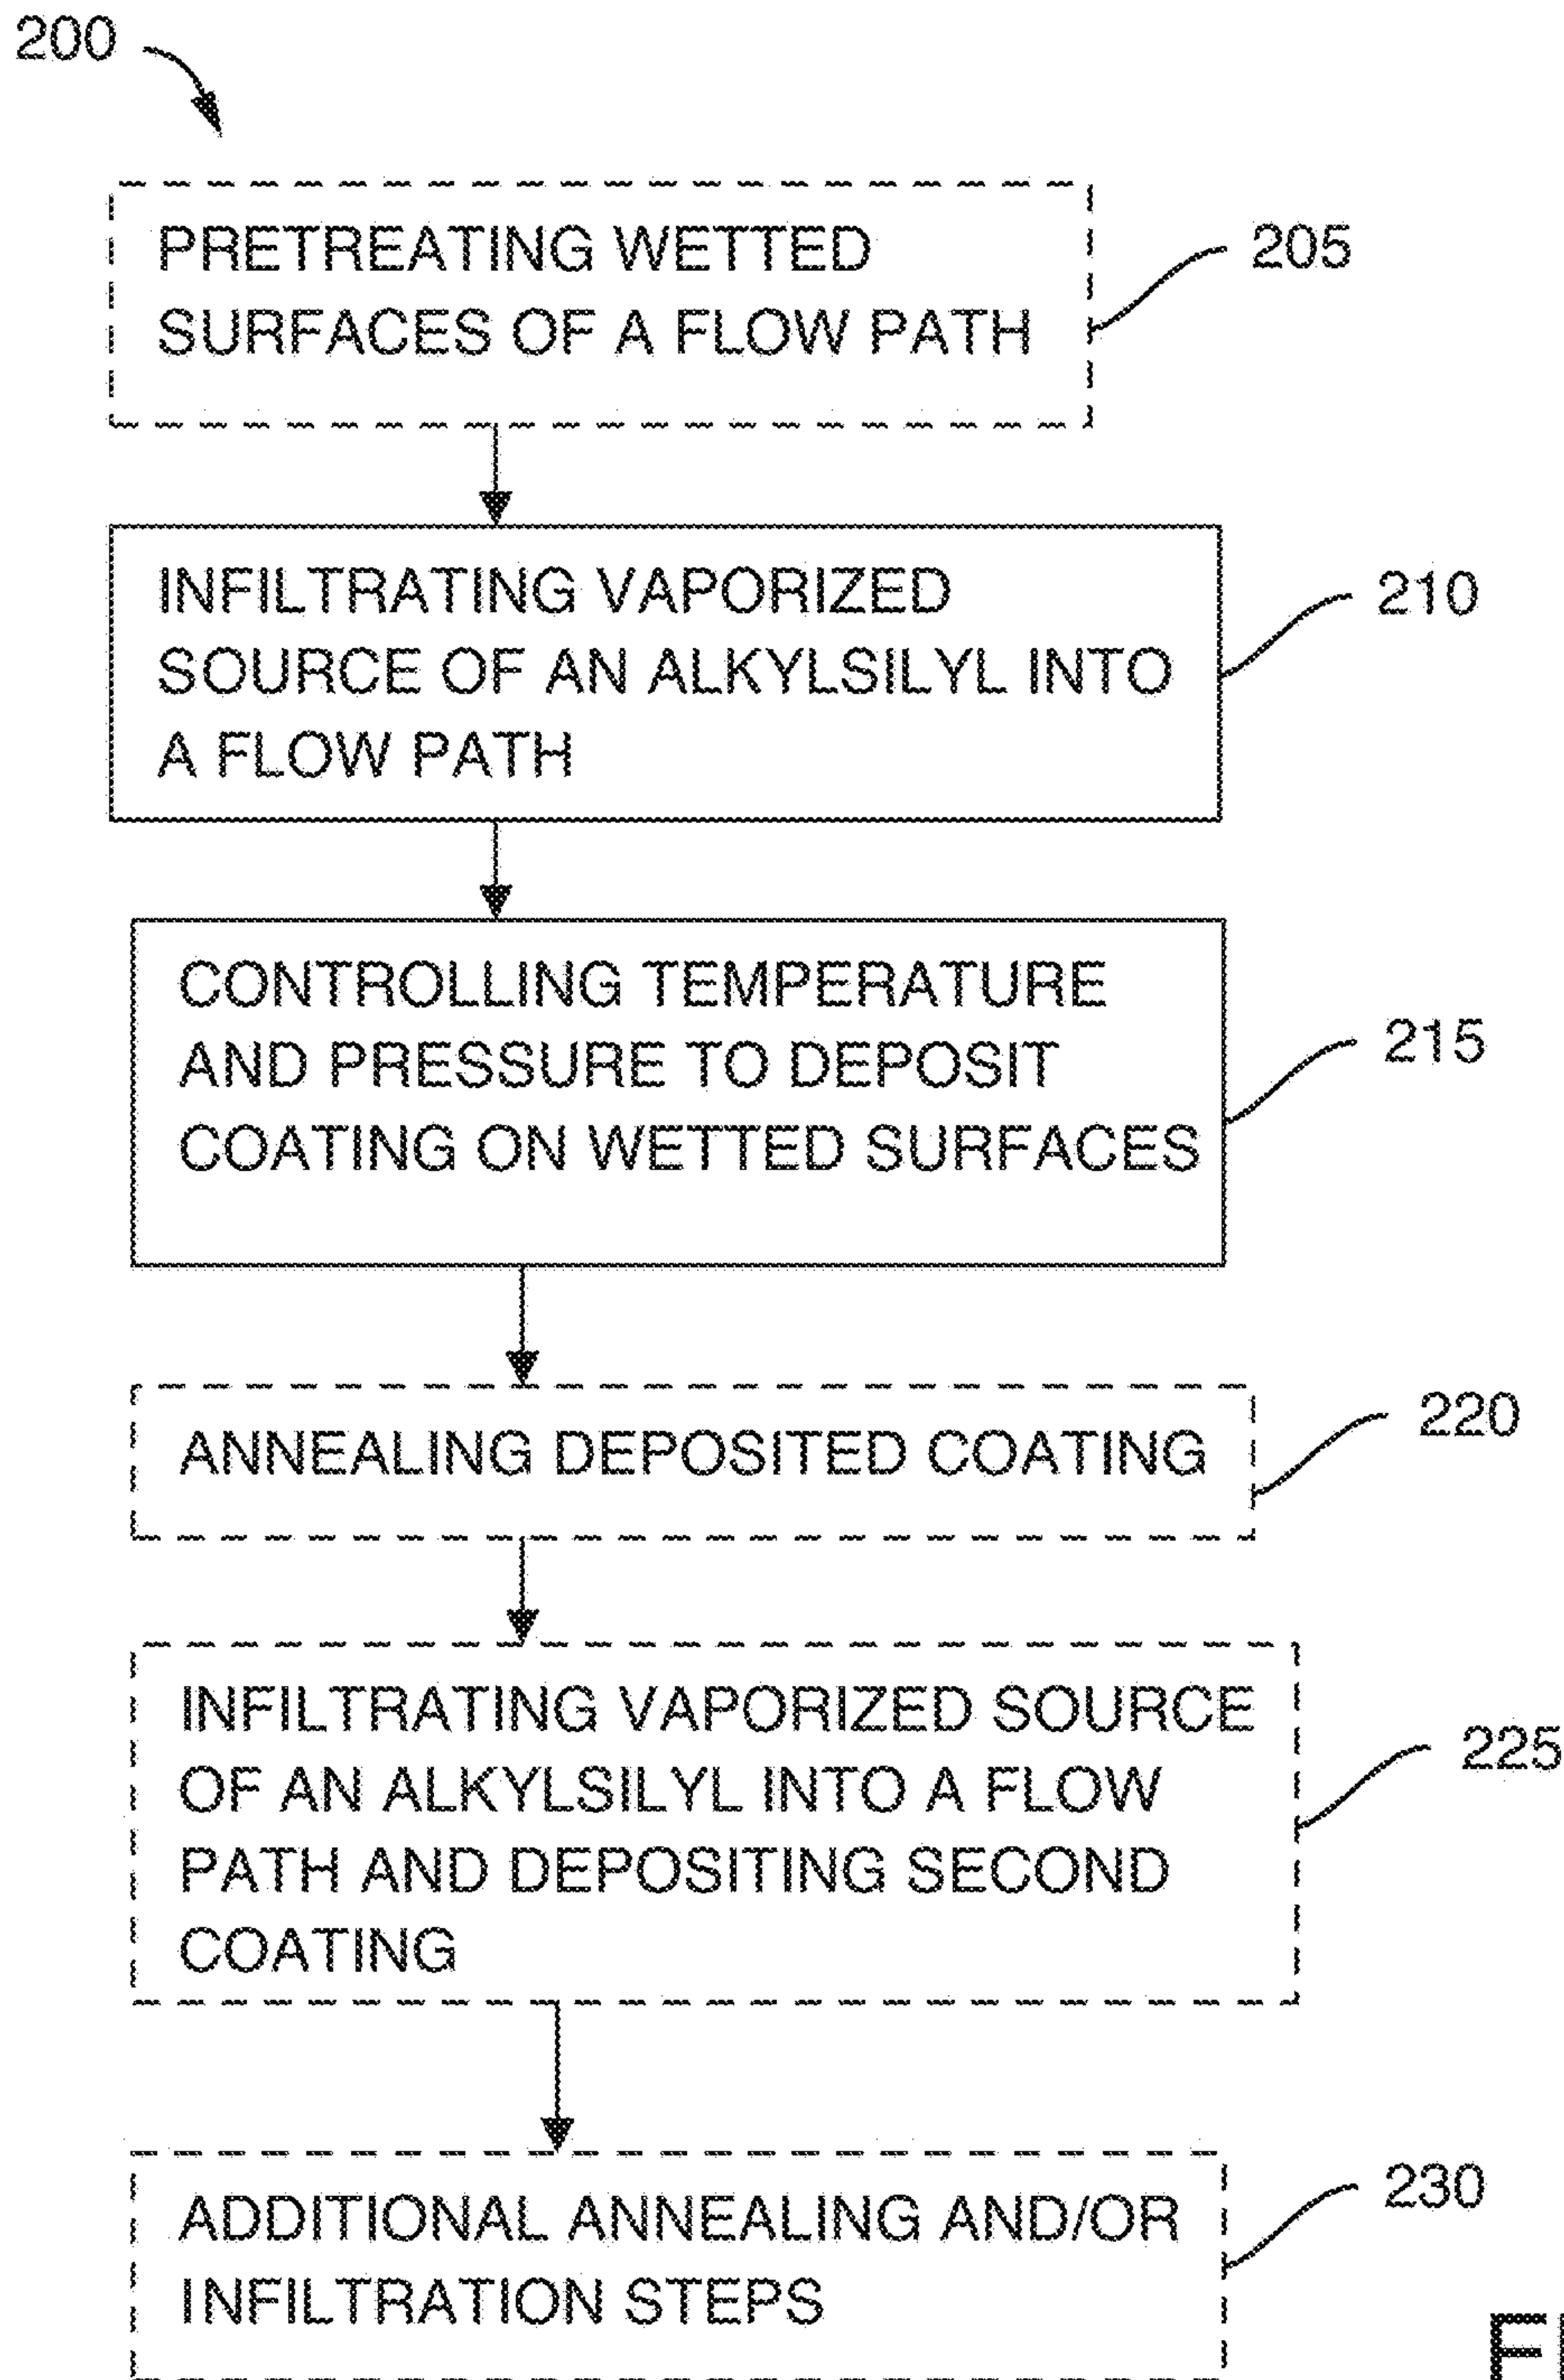 200
PRETREATING WETTED
SURFACES OF A FLOW PATH
205
INFILTRATING VAPORIZED
SOURCE OF AN ALKYLSILYL INTO
A FLOW PATH
210
CONTROLLING TEMPERATURE
AND PRESSURE TO DEPOSIT
COATING ON WETTED SURFACES
215
ANNEALING DEPOSITED COATING
220
INFILTRATING VAPORIZED SOURCE
OF AN ALKYLSILYL INTO A FLOW
PATH AND DEPOSITING SECOND
COATING
225
ADDITIONAL ANNEALING AND/OR
INFILTRATION STEPS
230